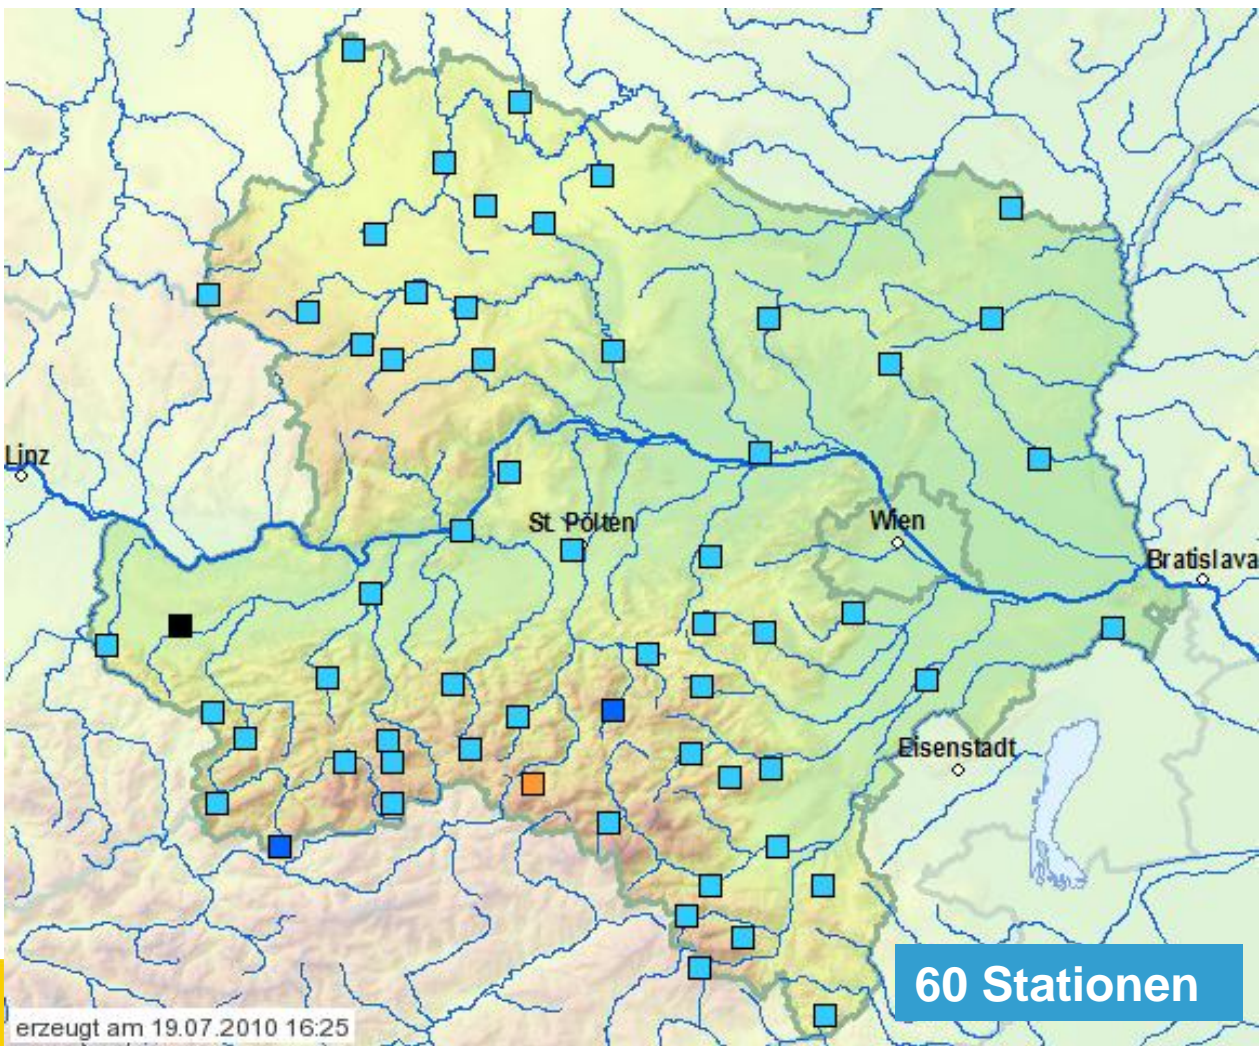 Linz
St. Pölten
Wien
Bratislava
Eisenstadt
60 Stationen
erzeugt am 19.07.2010 16:25